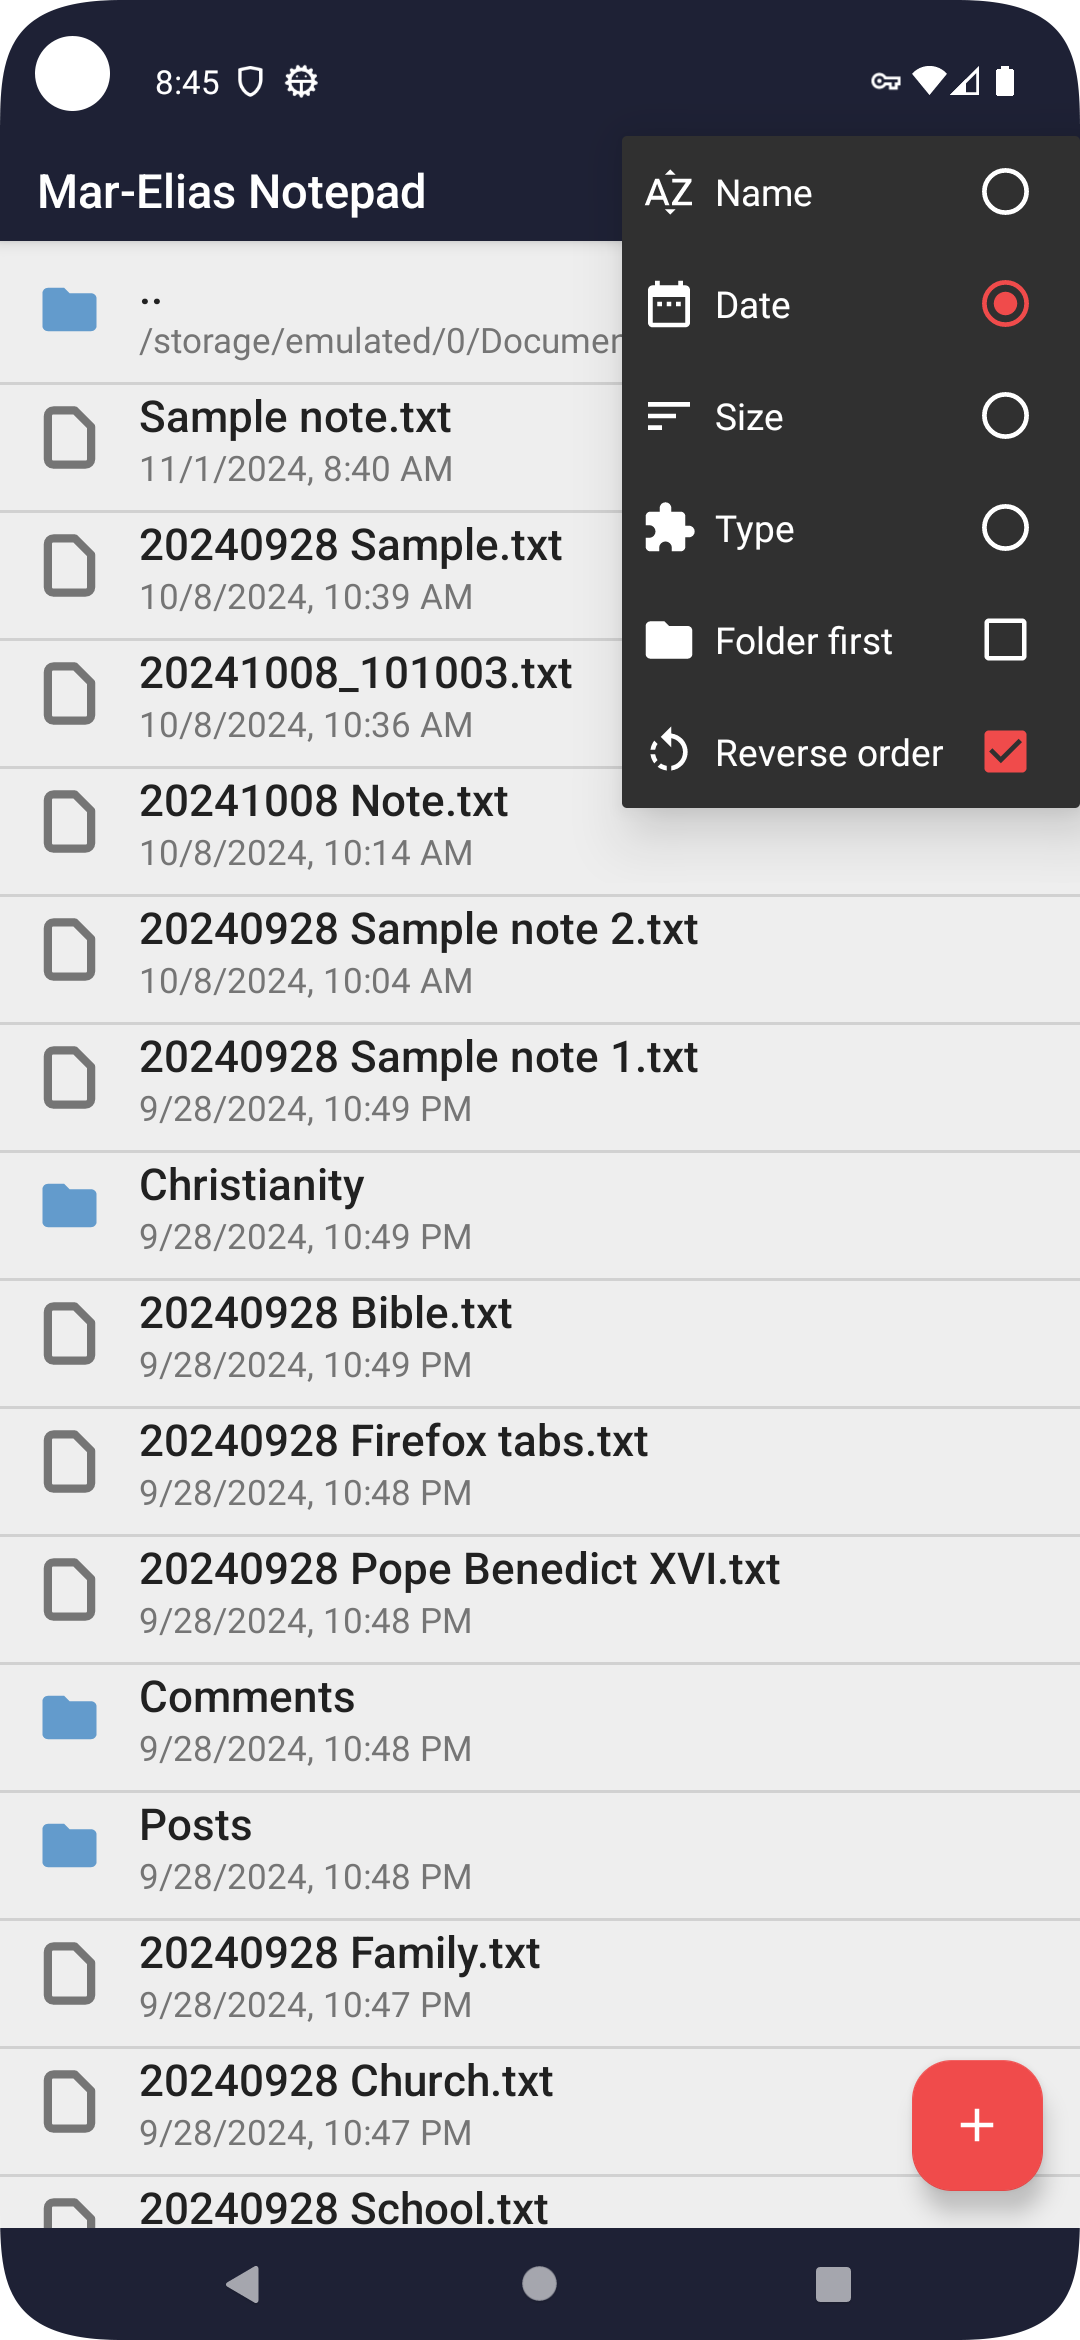 8:45
Mar-Elias Notepad
AZ Name
Date
Size
Type
Folder first
Reverse order
..
/storage/emulated/0/Documen
Sample note.txt
11/1/2024, 8:40 AM
20240928 Sample.txt
10/8/2024, 10:39 AM
20241008_101003.txt
10/8/2024, 10:36 AM
20241008 Note.txt
10/8/2024, 10:14 AM
20240928 Sample note 2.txt
10/8/2024, 10:04 AM
20240928 Sample note 1.txt
9/28/2024, 10:49 PM
Christianity
9/28/2024, 10:49 PM
20240928 Bible.txt
9/28/2024, 10:49 PM
20240928 Firefox tabs.txt
9/28/2024, 10:48 PM
20240928 Pope Benedict XVI.txt
9/28/2024, 10:48 PM
Comments
9/28/2024, 10:48 PM
Posts
9/28/2024, 10:48 PM
20240928 Family.txt
9/28/2024, 10:47 PM
20240928 Church.txt
9/28/2024, 10:47 PM
20240928 School.txt